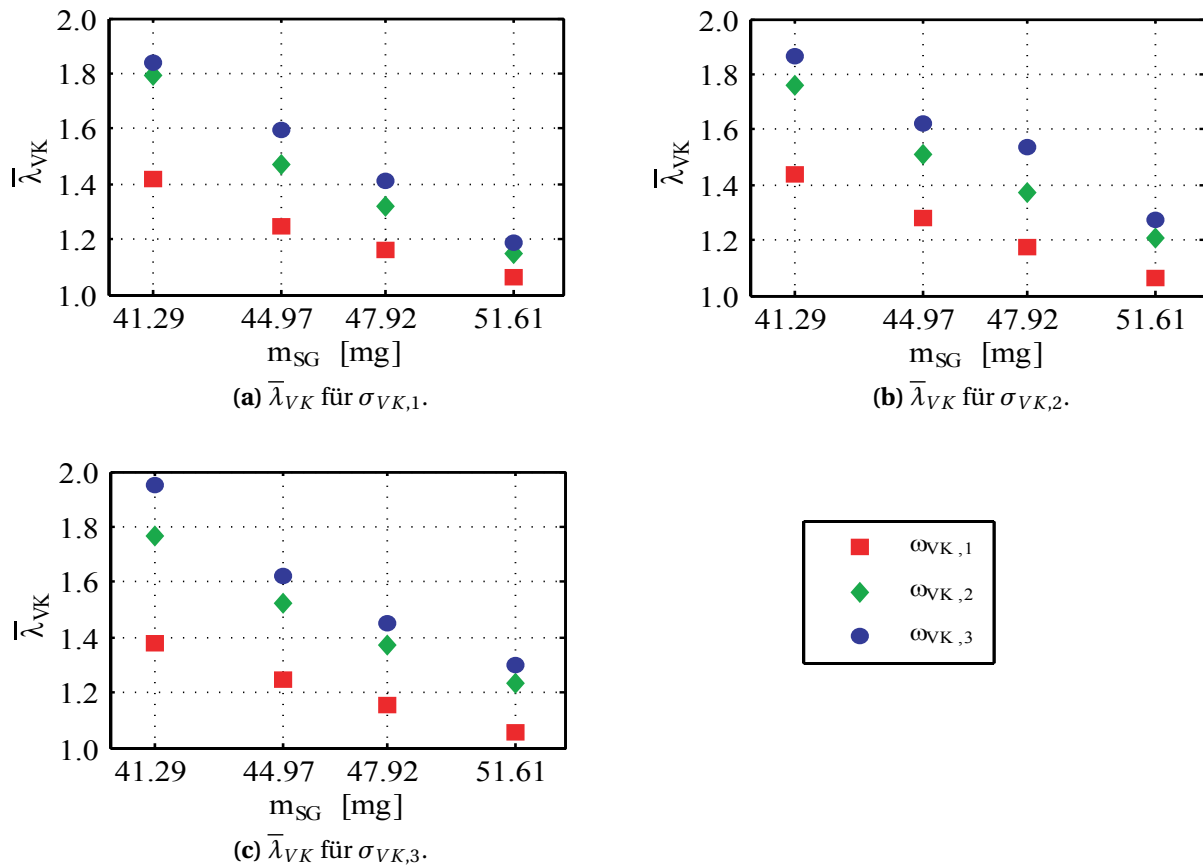 2.0
1.8
1.6
1.4
1.2
1.0
λ̅VK
41.29 44.97 47.92 51.61
mSG [mg]
(a) λ̅VK für σVK,1.
2.0
1.8
1.6
1.4
1.2
1.0
λ̅VK
41.29 44.97 47.92 51.61
mSG [mg]
(b) λ̅VK für σVK,2.
2.0
1.8
1.6
1.4
1.2
1.0
λ̅VK
41.29 44.97 47.92 51.61
mSG [mg]
(c) λ̅VK für σVK,3.
ωVK,1
ωVK,2
ωVK,3